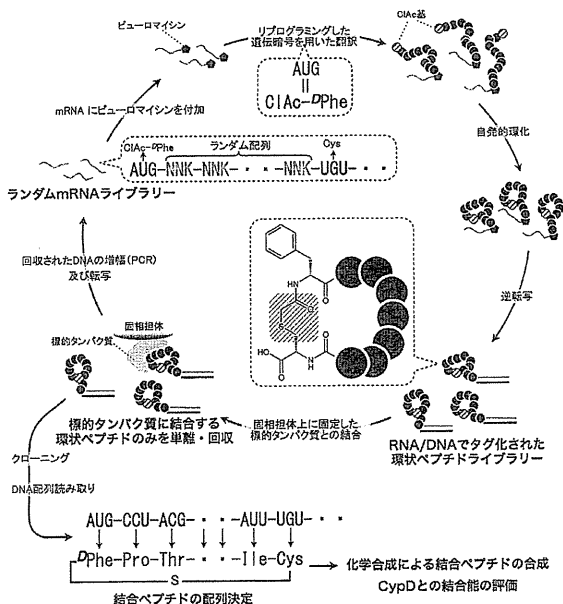 ピューロマイシン
リプログラミングした
遺伝暗号を用いた翻訳
ClAc基
AUG
ClAc-DPhe
mRNAにピューロマイシンを付加
自発的環化
ClAc-DPhe
ランダム配列
Cys
AUG-NNK-NNK-・・-NNK-UGU・・・
ランダムmRNAライブラリー
回収されたDNAの増幅(PCR)
及び転写
HN
O
O
S
HO
O
N
H
O
逆転写
固相担体
標的タンパク質
標的タンパク質に結合する
環状ペプチドのみを単離・回収
固相担体上に固定した
標的タンパク質との結合
RNA/DNAでタグ化された
環状ペプチドライブラリー
クローニング
DNA配列読み取り
AUG-CCU-ACG-・・-AUU-UGU・・・
DPhe-Pro-Thr-・・-Ile-Cys
S
結合ペプチドの配列決定
化学合成による結合ペプチドの合成
CypDとの結合能の評価